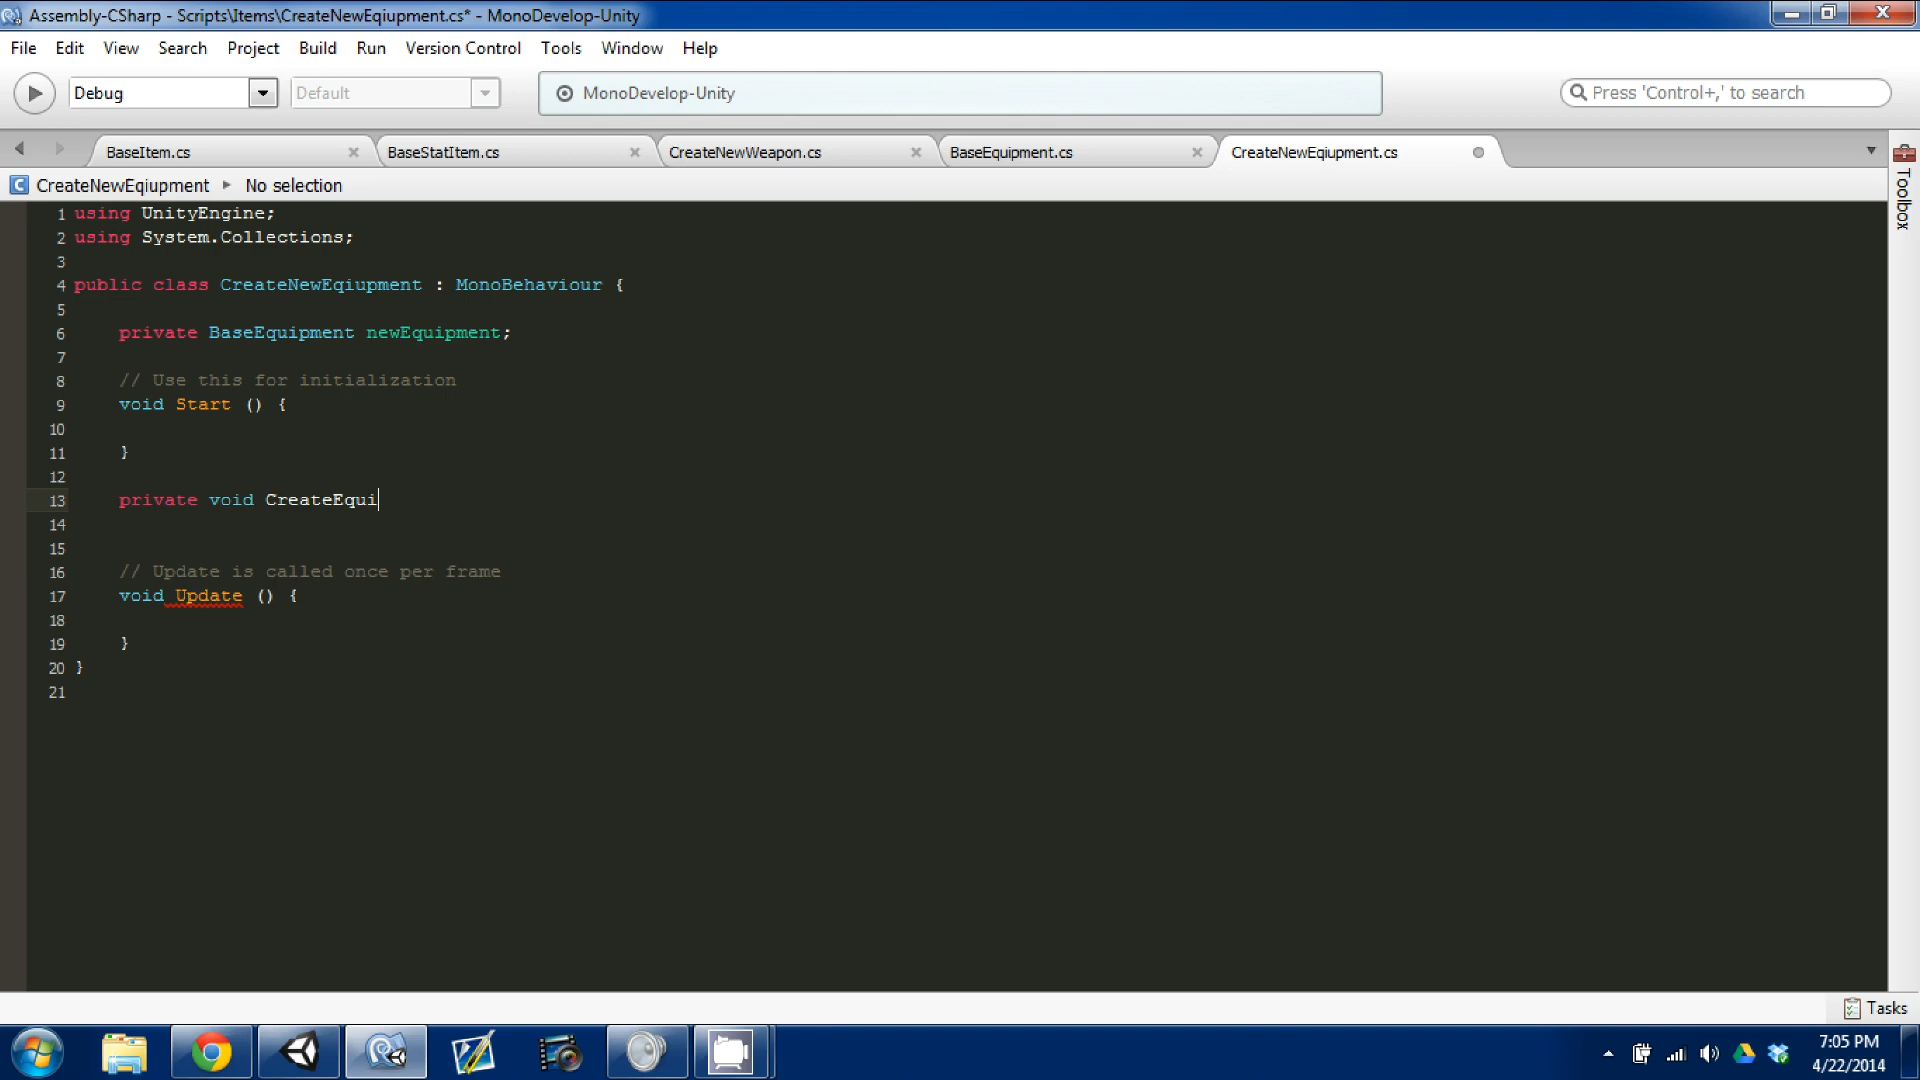 Assembly-CSharp - Scripts\Items\CreateNewEqiupment.cs* - MonoDevelop-Unity
File Edit View Search Project Build Run Version Control Tools Window Help
Debug Default MonoDevelop-Unity Press 'Control+,' to search
BaseItem.cs BaseStatItem.cs CreateNewWeapon.cs BaseEquipment.cs CreateNewEqiupment.cs
Toolbox
CreateNewEqiupment No selection
1 using UnityEngine;
2 using System.Collections;
3
4 public class CreateNewEqiupment : MonoBehaviour {
5
6 private BaseEquipment newEquipment;
7
8 // Use this for initialization
9 void Start () {
10
11 }
12
13 private void CreateEqui
14
15
16 // Update is called once per frame
17 void Update () {
18
19 }
20 }
21
Tasks
7:05 PM
4/22/2014